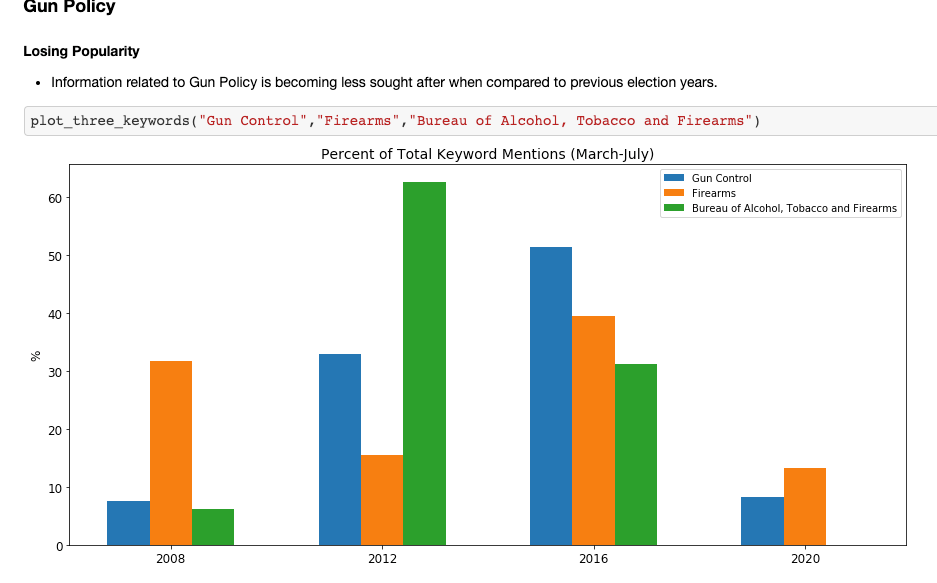 Gun Policy
Losing Popularity
• Information related to Gun Policy is becoming less sought after when compared to previous election years.
plot_three_keywords("Gun Control","Firearms","Bureau of Alcohol, Tobacco and Firearms")
Percent of Total Keyword Mentions (March-July)
Gun Control
Firearms
Bureau of Alcohol, Tobacco and Firearms
60
50
40
%
30
20
10
0
2008 2012 2016 2020